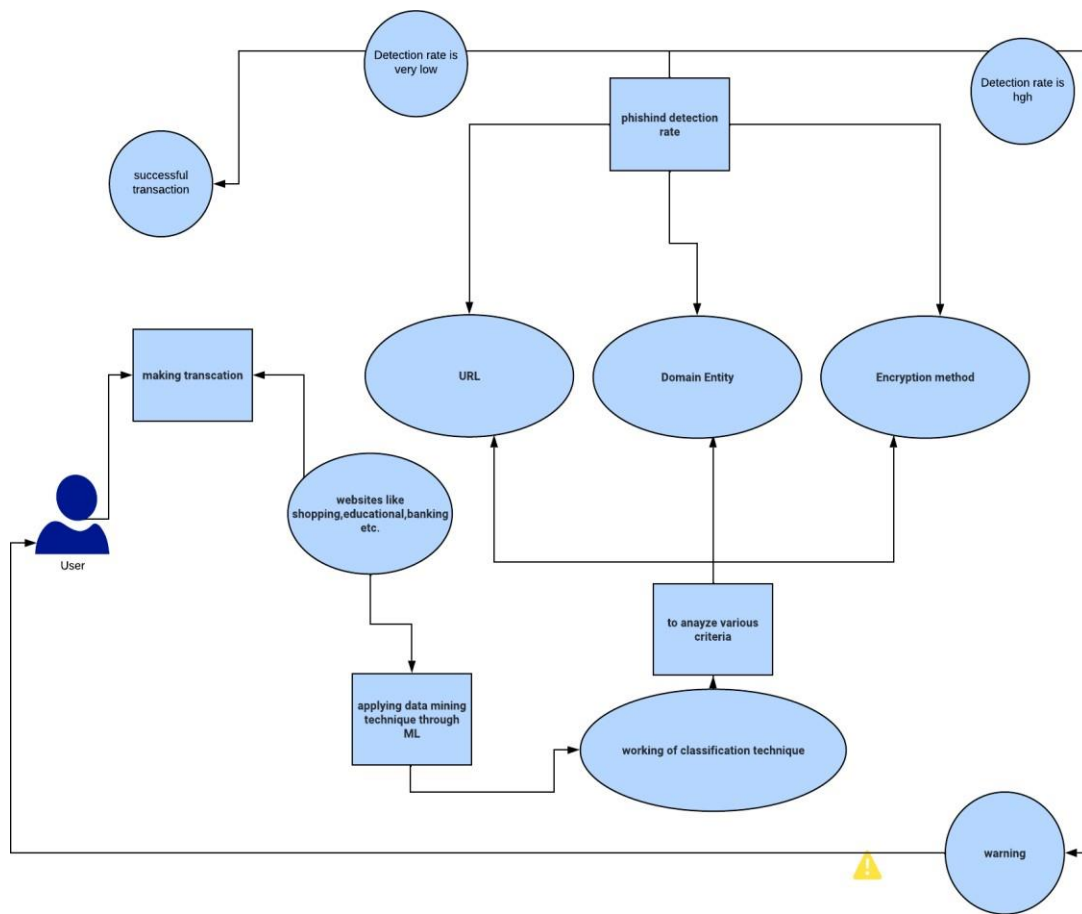 Detection rate is
very low
Detection rate is
hgh
phishind detection
rate
successful
transaction
making transcation
URL
Domain Entity
Encryption method
websites like
shopping,educational,banking
etc.
User
to anayze various
criteria
applying data mining
technique through
ML
working of classification technique
warning